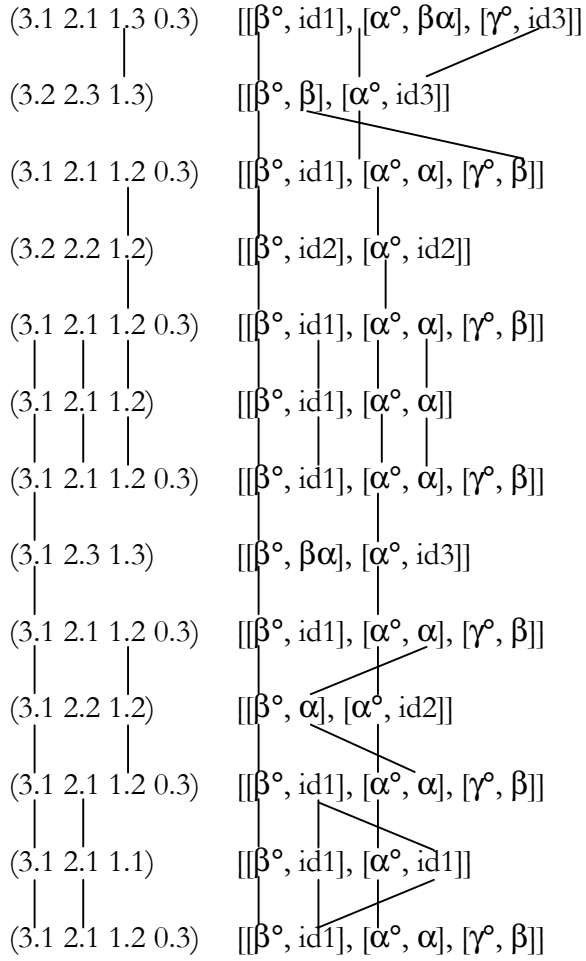 (3.1 2.1 1.3 0.3) [[β°, id1], [α°, βα], [γ°, id3]]
(3.2 2.3 1.3) [[β°, β], [α°, id3]]
(3.1 2.1 1.2 0.3) [[β°, id1], [α°, α], [γ°, β]]
(3.2 2.2 1.2) [[β°, id2], [α°, id2]]
(3.1 2.1 1.2 0.3) [[β°, id1], [α°, α], [γ°, β]]
(3.1 2.1 1.2) [[β°, id1], [α°, α]]
(3.1 2.1 1.2 0.3) [[β°, id1], [α°, α], [γ°, β]]
(3.1 2.3 1.3) [[β°, βα], [α°, id3]]
(3.1 2.1 1.2 0.3) [[β°, id1], [α°, α], [γ°, β]]
(3.1 2.2 1.2) [[β°, α], [α°, id2]]
(3.1 2.1 1.2 0.3) [[β°, id1], [α°, α], [γ°, β]]
(3.1 2.1 1.1) [[β°, id1], [α°, id1]]
(3.1 2.1 1.2 0.3) [[β°, id1], [α°, α], [γ°, β]]